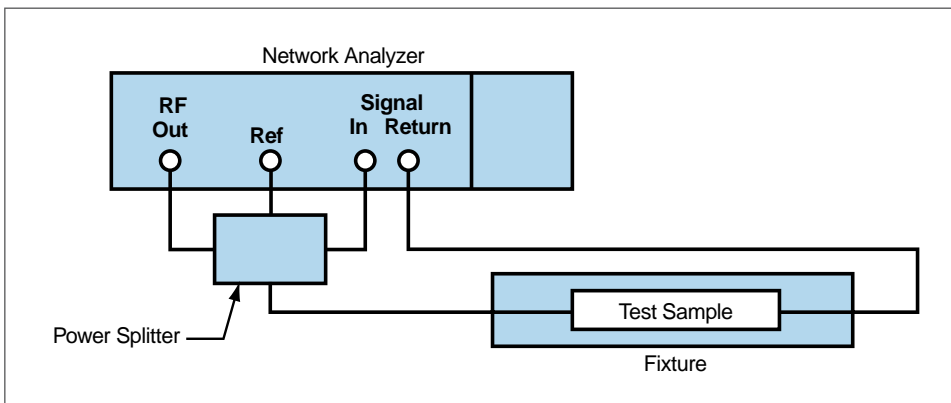 Network Analyzer
RF
Out
Ref
Signal
In Return
Power Splitter
Test Sample
Fixture